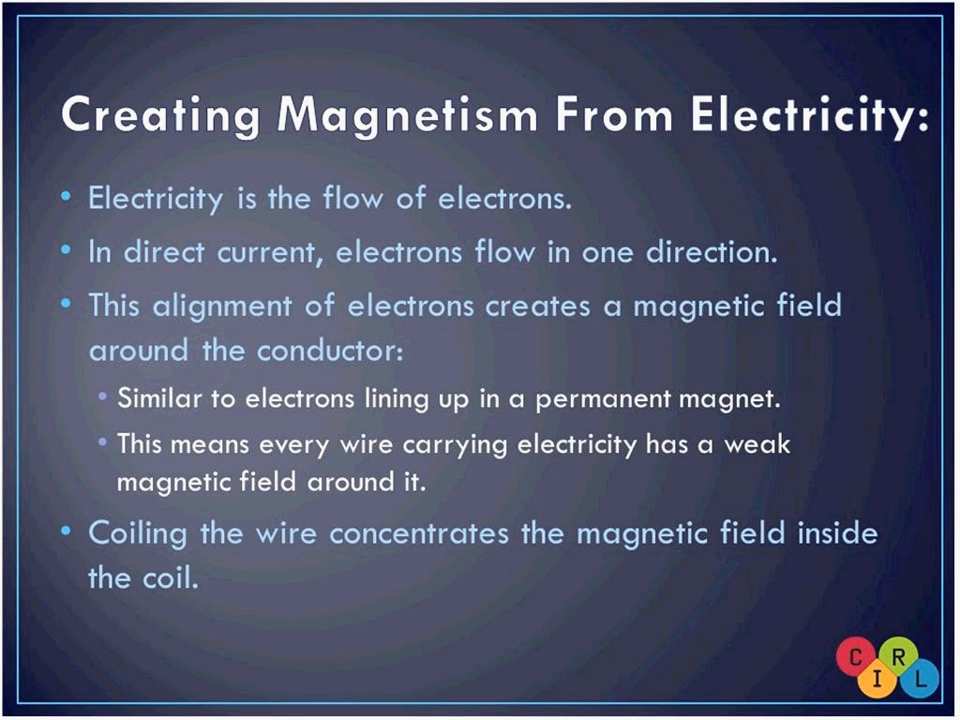 Creating Magnetism From Electricity:
• Electricity is the flow of electrons.
• In direct current, electrons flow in one direction.
• This alignment of electrons creates a magnetic field
around the conductor:
• Similar to electrons lining up in a permanent magnet.
• This means every wire carrying electricity has a weak
magnetic field around it.
• Coiling the wire concentrates the magnetic field inside
the coil.
C I R L